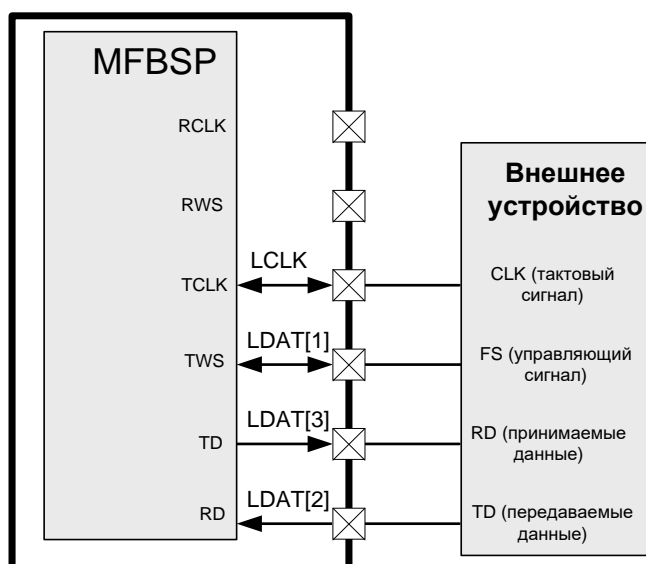 MFBSP
RCLK
RWS
Внешнее
устройство
LCLK
TCLK
CLK (тактовый
сигнал)
LDAT[1]
TWS
FS (управляющий
сигнал)
LDAT[3]
TD
RD (принимаемые
данные)
LDAT[2]
RD
TD (передаваемые
данные)